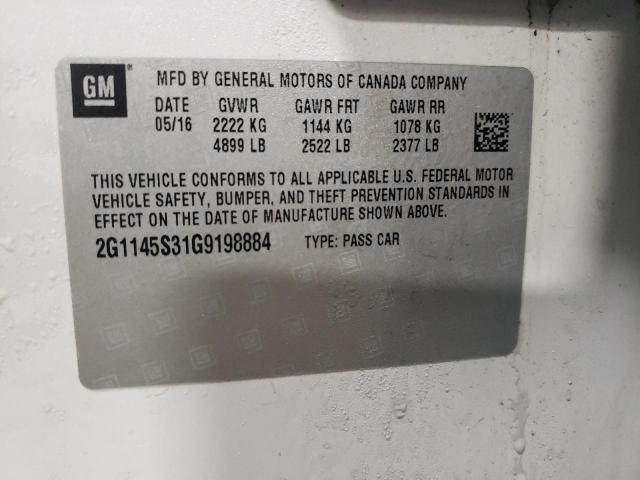 GM ®
MFD BY GENERAL MOTORS OF CANADA COMPANY
DATE GVWR GAWR FRT GAWR RR
05/16 2222 KG 1144 KG 1078 KG
4899 LB 2522 LB 2377 LB
THIS VEHICLE CONFORMS TO ALL APPLICABLE U.S. FEDERAL MOTOR
VEHICLE SAFETY, BUMPER, AND THEFT PREVENTION STANDARDS IN
EFFECT ON THE DATE OF MANUFACTURE SHOWN ABOVE.
2G1145S31G9198884 TYPE: PASS CAR